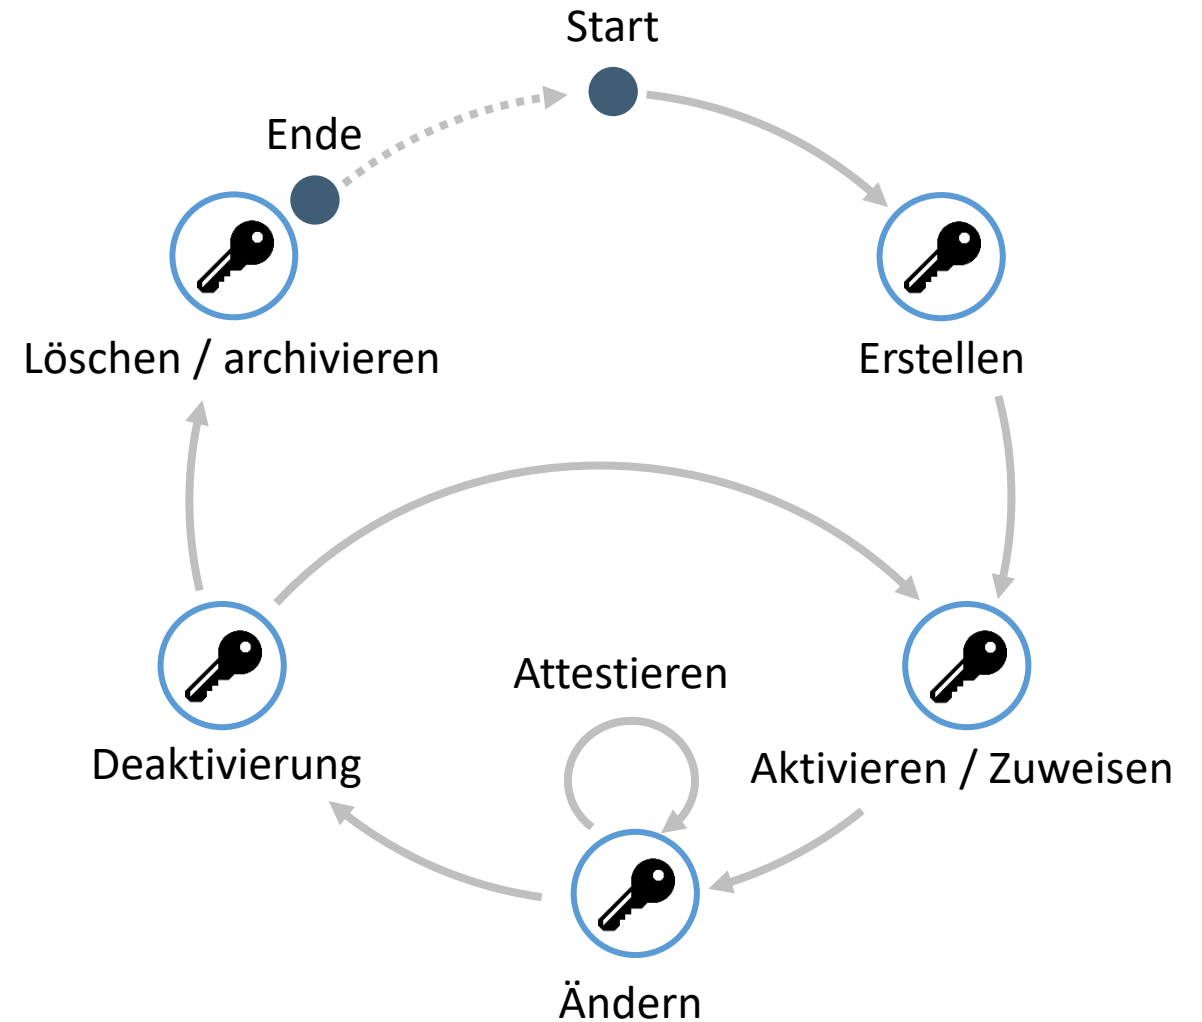 Start
Ende
Löschen / archivieren
Erstellen
Attestieren
Deaktivierung
Aktivieren / Zuweisen
Ändern